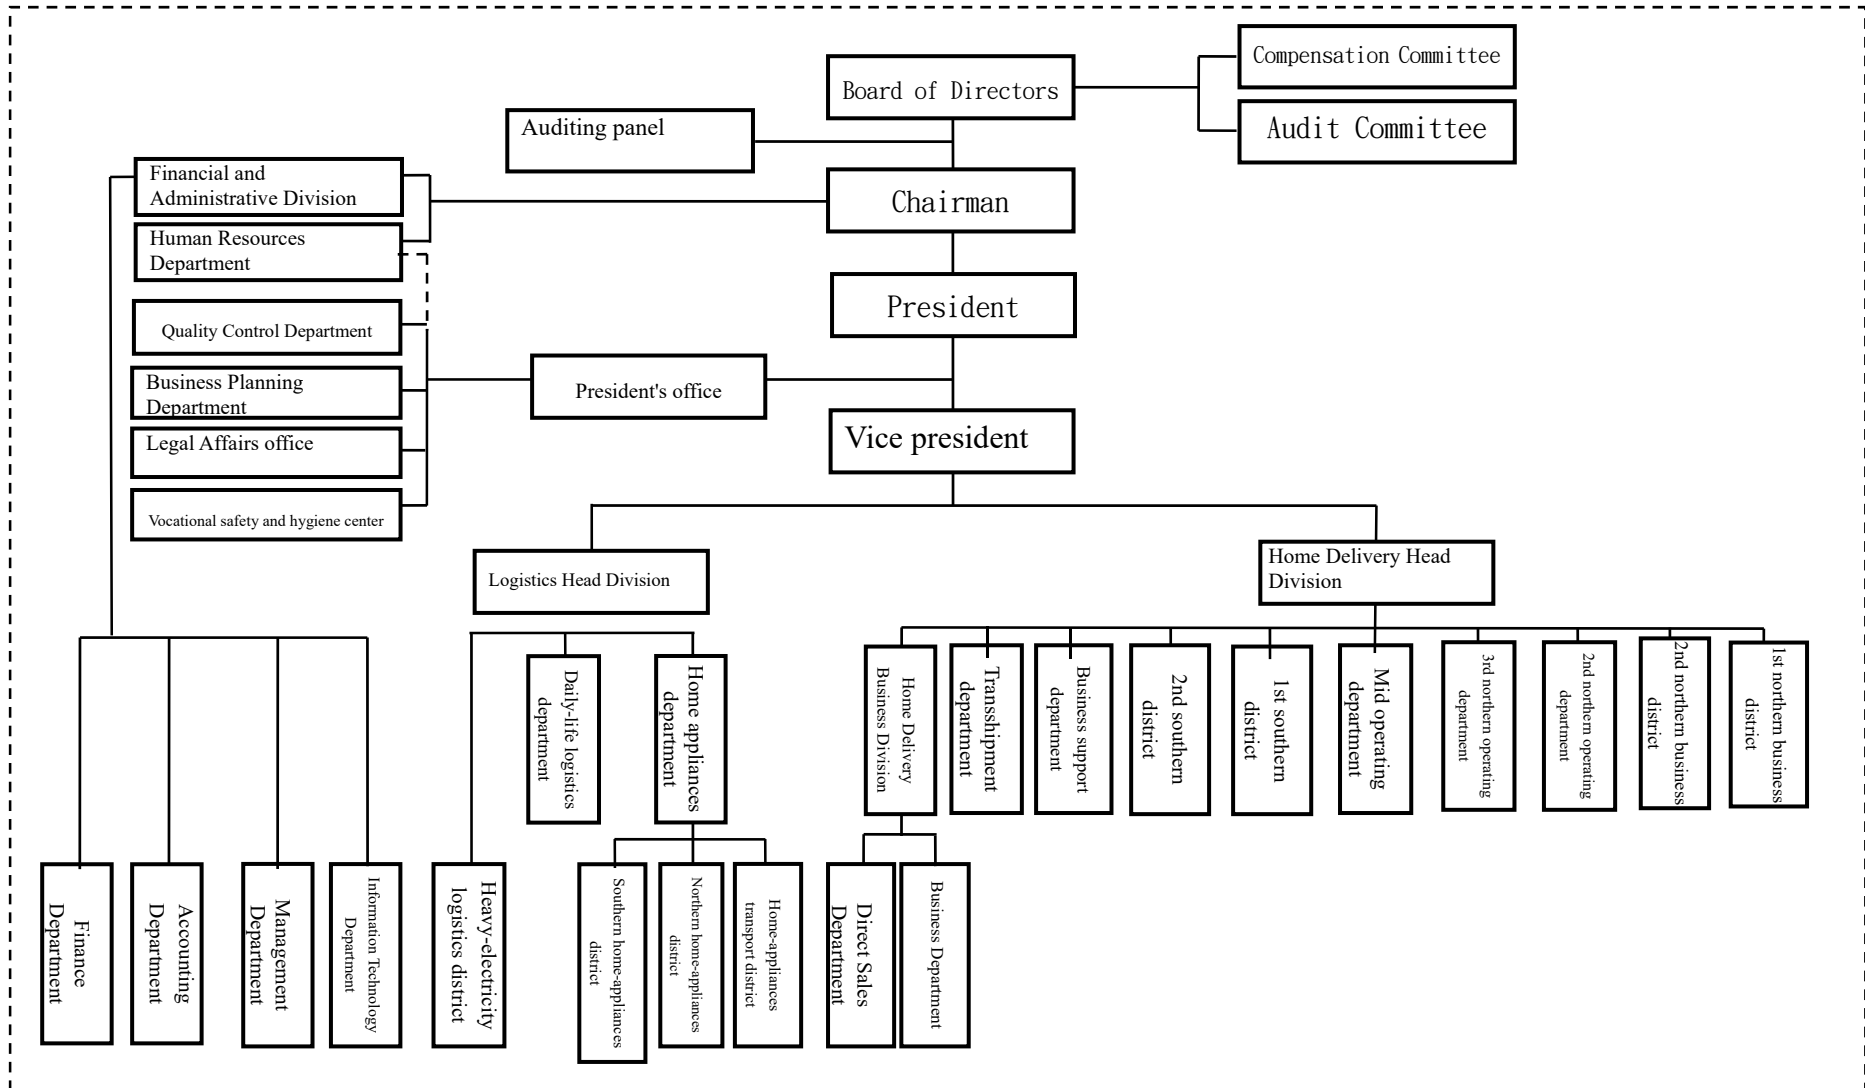 Compensation Committee
Board of Directors
Audit Committee
Auditing panel
Financial and
Administrative Division
Chairman
Human Resources
Department
President
Quality Control Department
Business Planning
Department
President's office
Legal Affairs office
Vice president
Vocational safety and hygiene center
Logistics Head Division
Home Delivery Head
Division
Daily-life logistics
department
Home appliances
department
Home Delivery
Business Division
Transshipment
department
Business support
department
2nd southern
district
1st southern
district
Mid operating
department
3rd northern operating
department
2nd northern operating
department
2nd northern business
district
1st northern business
district
Finance
Department
Accounting
Department
Management
Department
Information Technology
Department
Heavy-electricity
logistics district
Southern home-appliances
district
Northern home-appliances
district
Home-appliances
transport district
Direct Sales
Department
Business Department